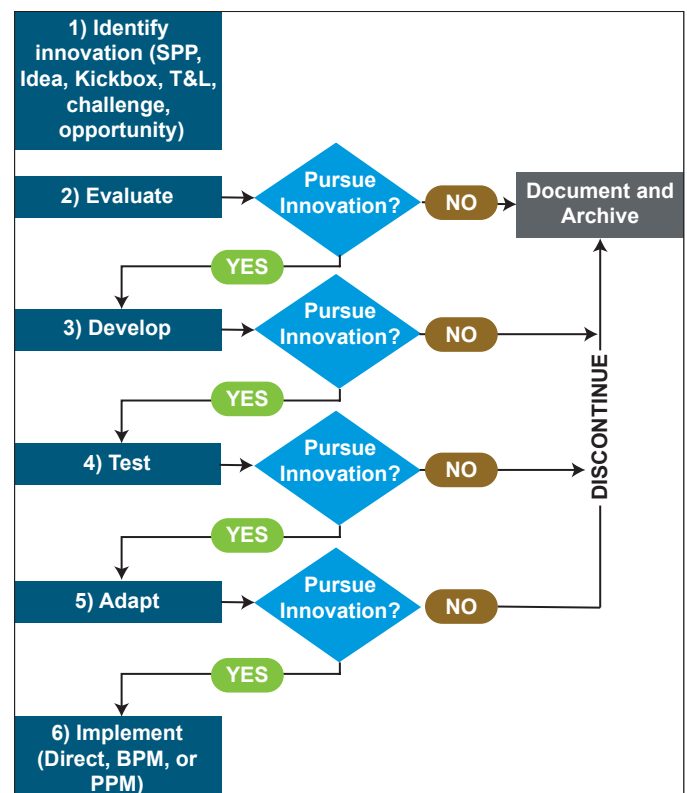 1) Identify
innovation (SPP,
Idea, Kickbox, T&L,
challenge,
opportunity)
2) Evaluate
Pursue
Innovation?
NO
Document and
Archive
YES
3) Develop
Pursue
Innovation?
NO
YES
4) Test
Pursue
Innovation?
NO
DISCONTINUE
YES
5) Adapt
Pursue
Innovation?
NO
YES
6) Implement
(Direct, BPM, or
PPM)